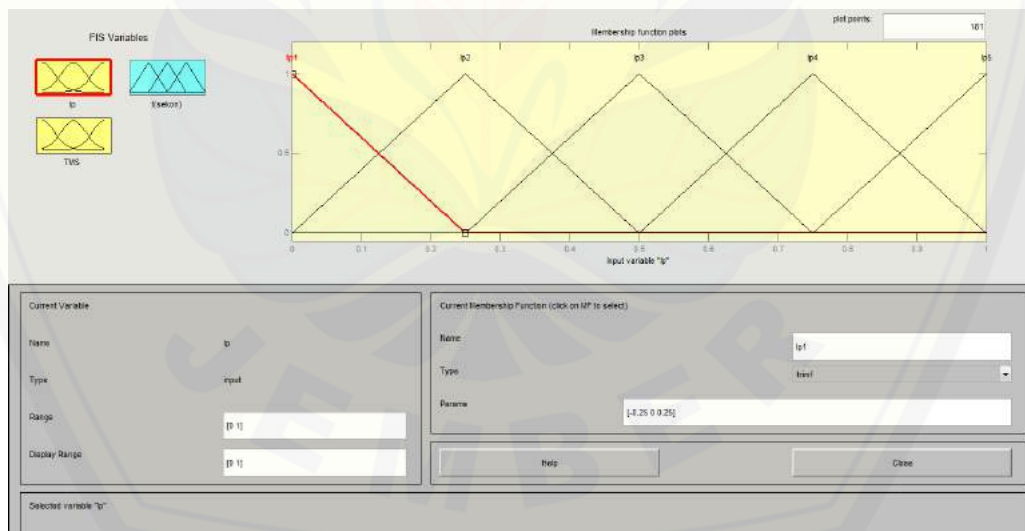 FIS Variables
Membership function plots
plot points:
181
Ip
t(sekon)
TMS
Ip1
Ip2
Ip3
Ip4
Ip5
1
0.5
0
0
0.1
0.2
0.3
0.4
0.5
0.6
0.7
0.8
0.9
1
input variable "Ip"
Current Variable
Name
Ip
Type
input
Range
[0 1]
Display Range
[0 1]
Current Membership Function (click on MF to select)
Name
Ip1
Type
trimf
Params
[-0.25 0 0.25]
Help
Close
Selected variable "Ip"
JEMBER